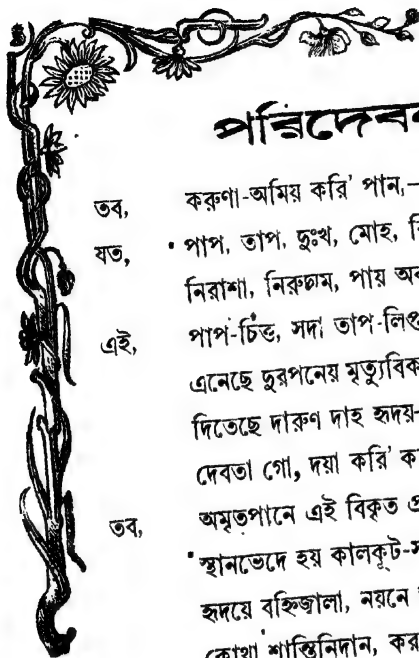 পরিদেবন
তব, করুণা-অমিয় করি' পান,—
যত, পাপ, তাপ, দুঃখ, মোহ,
নিরাশা, নিরুদ্যম, পায়
এই, পাপ-চিত্ত, সদা তাপ-লিপ্ত
এনেছে দুরপনেয় মৃত্যুবিক
দিতেছে দারুণ দাহ হৃদয়-
দেবতা গো, দয়া করি'
তব, অমৃতপানে এই বিকৃত
স্থানভেদে হয় কালকূট-
হৃদয়ে বহ্নিজ্বালা, নয়নে
কোথা শান্তিনিদান, কর